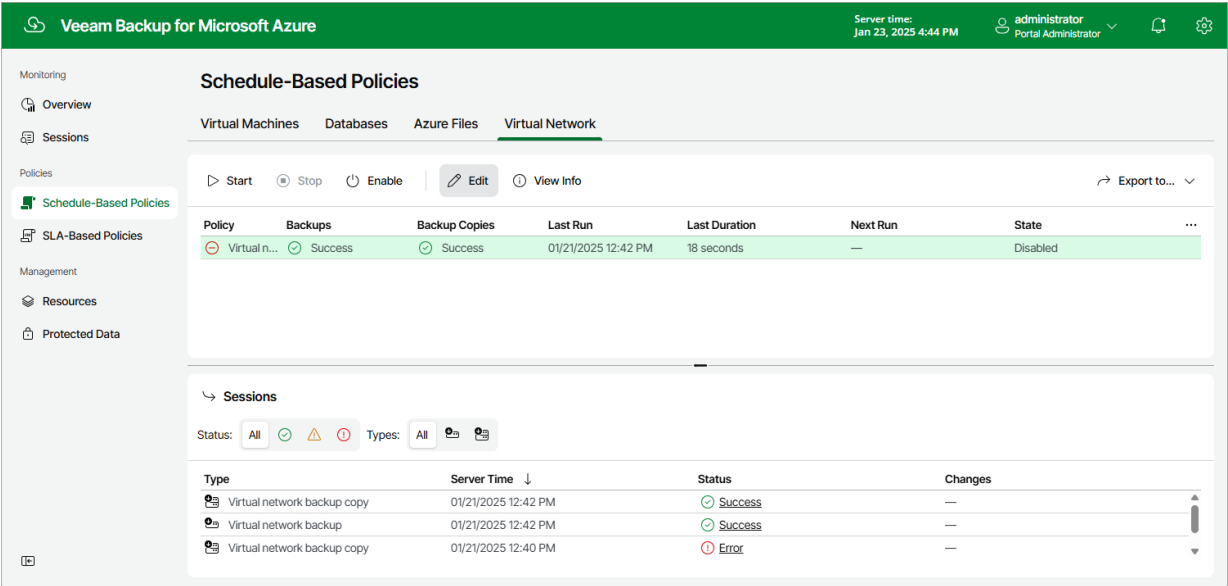 Veeam Backup for Microsoft Azure
Server time:
Jan 23, 2025 4:44 PM
administrator
Portal Administrator
Monitoring
Overview
Sessions
Policies
Schedule-Based Policies
SLA-Based Policies
Management
Resources
Protected Data
Schedule-Based Policies
Virtual Machines Databases Azure Files Virtual Network
Start Stop Enable Edit View Info Export to...
Policy Backups Backup Copies Last Run Last Duration Next Run State ...
Virtual n... Success Success 01/21/2025 12:42 PM 18 seconds — Disabled
Sessions
Status: All Types: All
Type Server Time ↓ Status Changes
Virtual network backup copy 01/21/2025 12:42 PM Success —
Virtual network backup 01/21/2025 12:42 PM Success —
Virtual network backup copy 01/21/2025 12:40 PM Error —